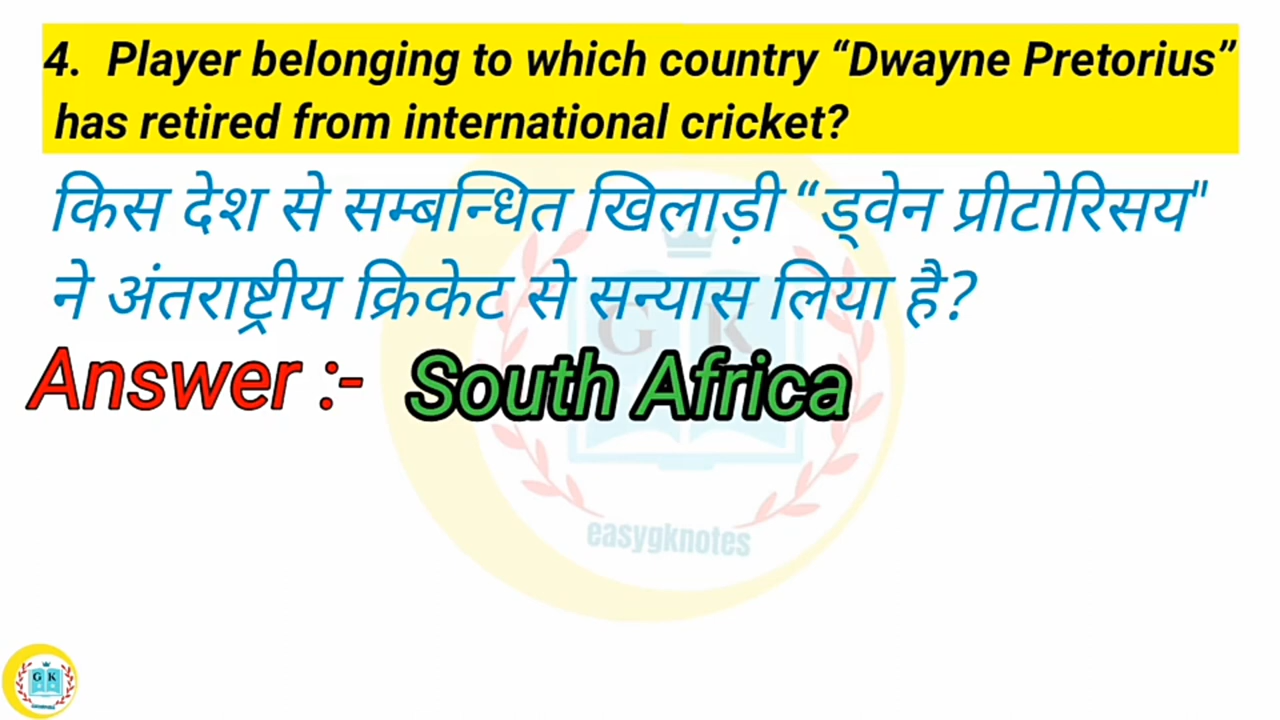 4. Player belonging to which country “Dwayne Pretorius”
has retired from international cricket?
किस देश से सम्बन्धित खिलाड़ी “ड्वेन प्रीटोरिसय"
ने अंतराष्ट्रीय क्रिकेट से सन्यास लिया है?
Answer :- South Africa
G K
easygknotes
G K